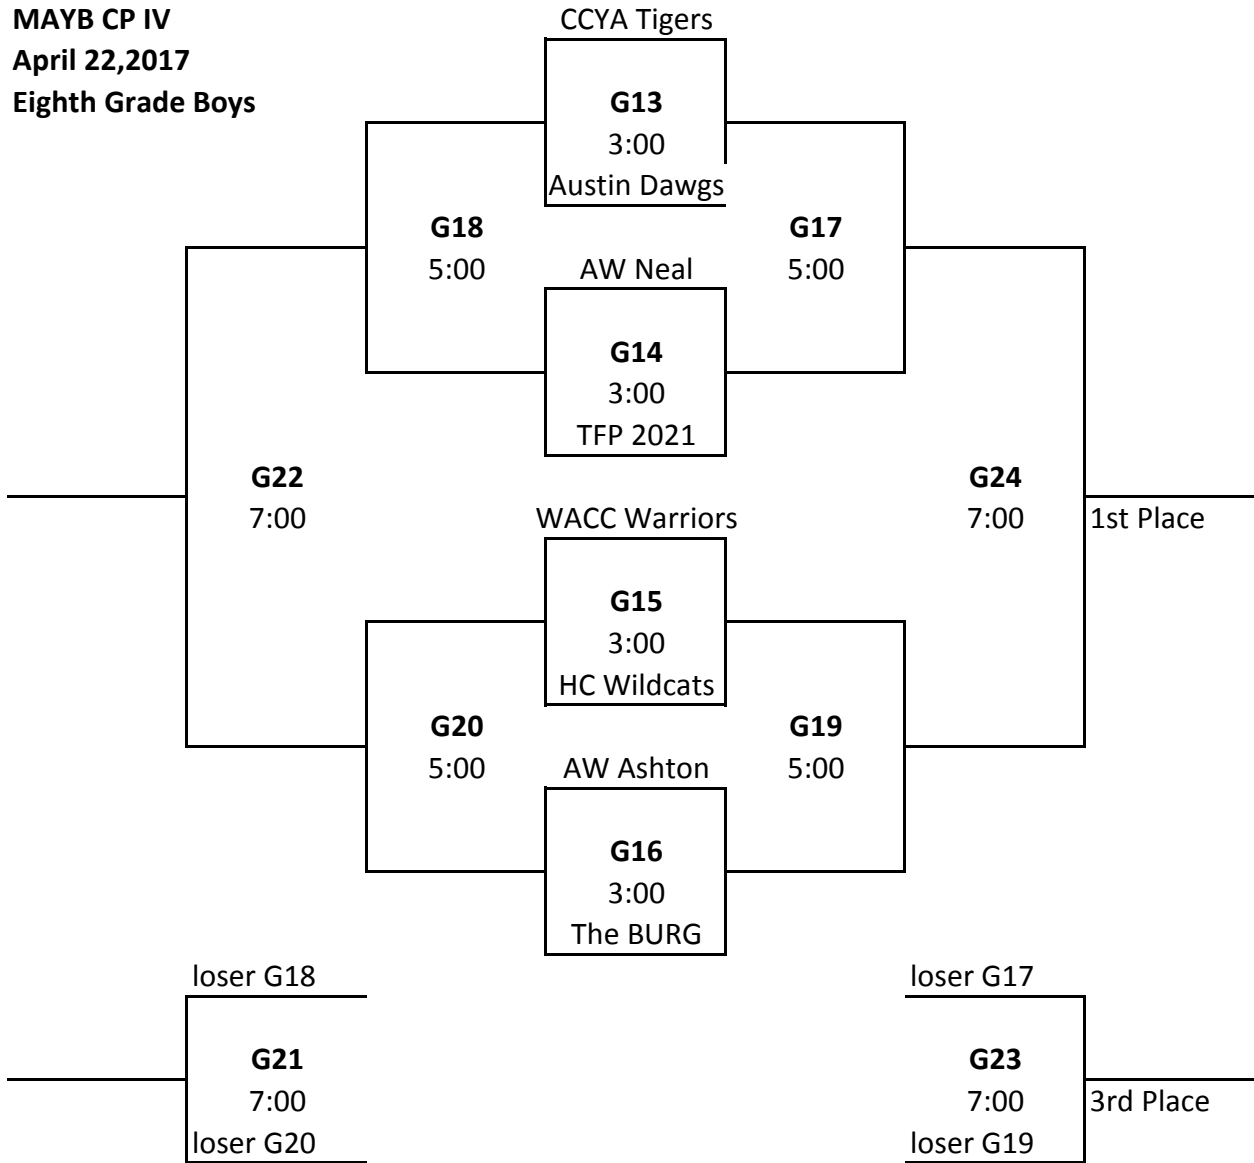 MAYB CP IV
CCYA Tigers
April 22,2017
Eighth Grade Boys
G13
3:00
Austin Dawgs
G18
G17
5:00
AW Neal
5:00
G14
3:00
TFP 2021
G22
G24
7:00
WACC Warriors
7:00
1st Place
G15
3:00
HC Wildcats
G20
G19
5:00
AW Ashton
5:00
G16
3:00
The BURG
loser G18
loser G17
G21
G23
7:00
7:00
3rd Place
loser G20
loser G19